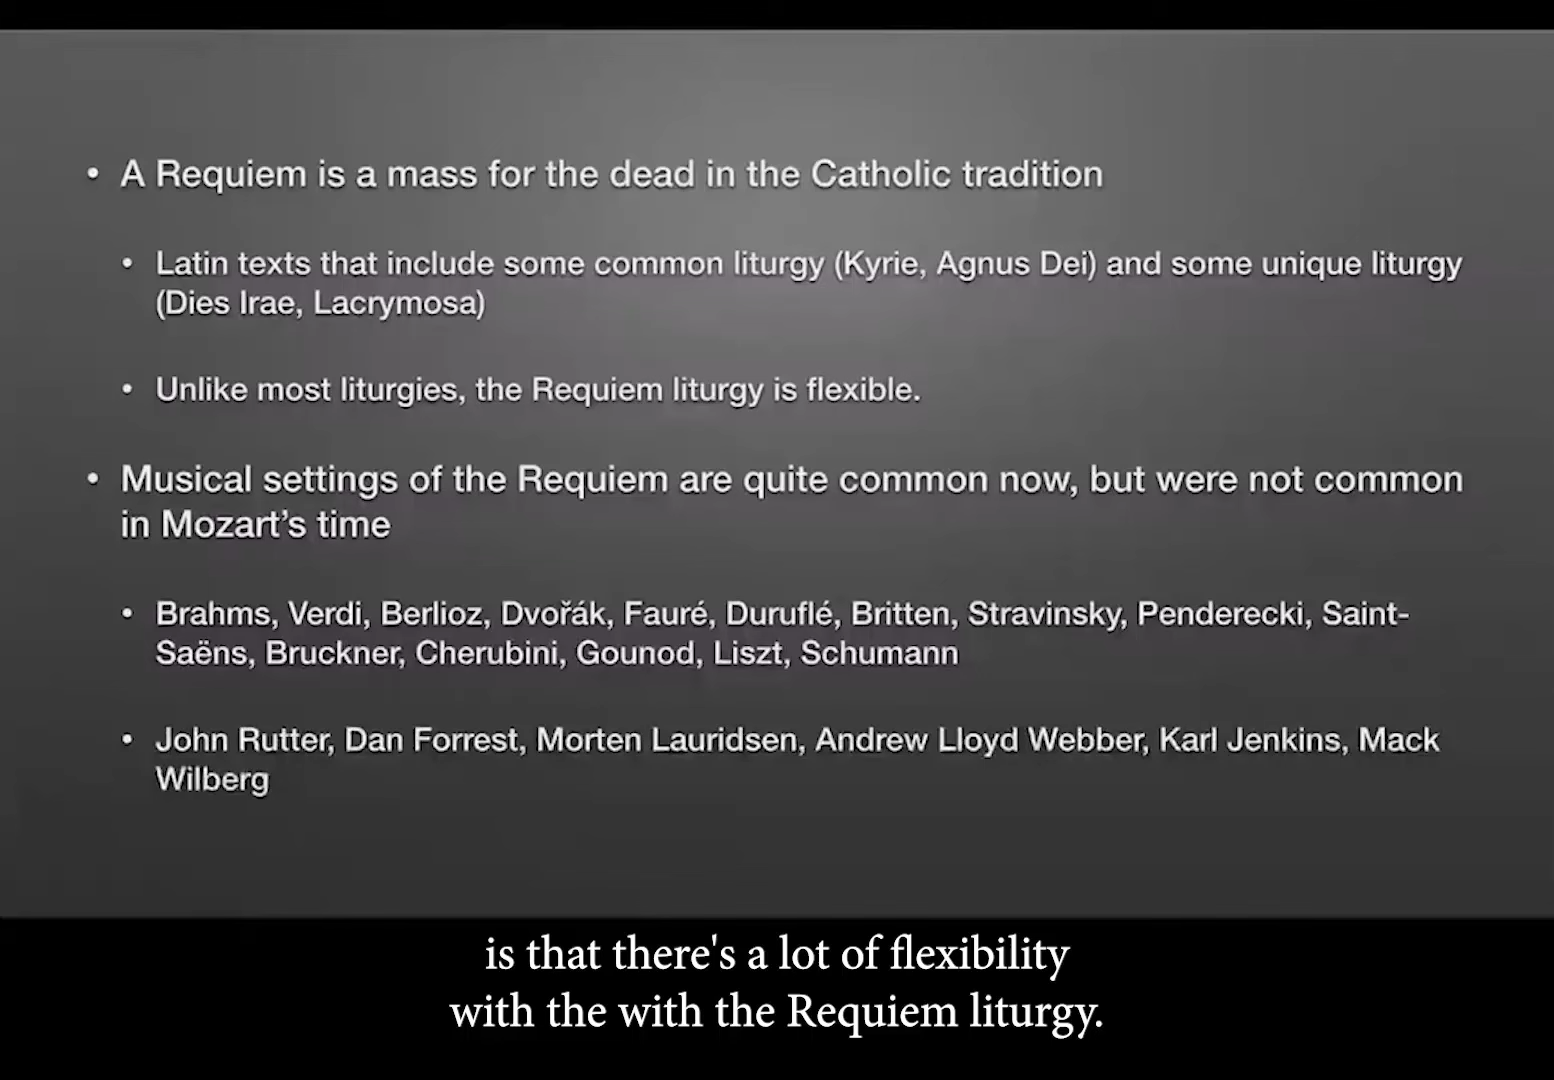 • A Requiem is a mass for the dead in the Catholic tradition
• Latin texts that include some common liturgy (Kyrie, Agnus Dei) and some unique liturgy
(Dies Irae, Lacrymosa)
• Unlike most liturgies, the Requiem liturgy is flexible.
• Musical settings of the Requiem are quite common now, but were not common
in Mozart’s time
• Brahms, Verdi, Berlioz, Dvořák, Fauré, Duruflé, Britten, Stravinsky, Penderecki, Saint-
Saëns, Bruckner, Cherubini, Gounod, Liszt, Schumann
• John Rutter, Dan Forrest, Morten Lauridsen, Andrew Lloyd Webber, Karl Jenkins, Mack
Wilberg
is that there's a lot of flexibility
with the with the Requiem liturgy.